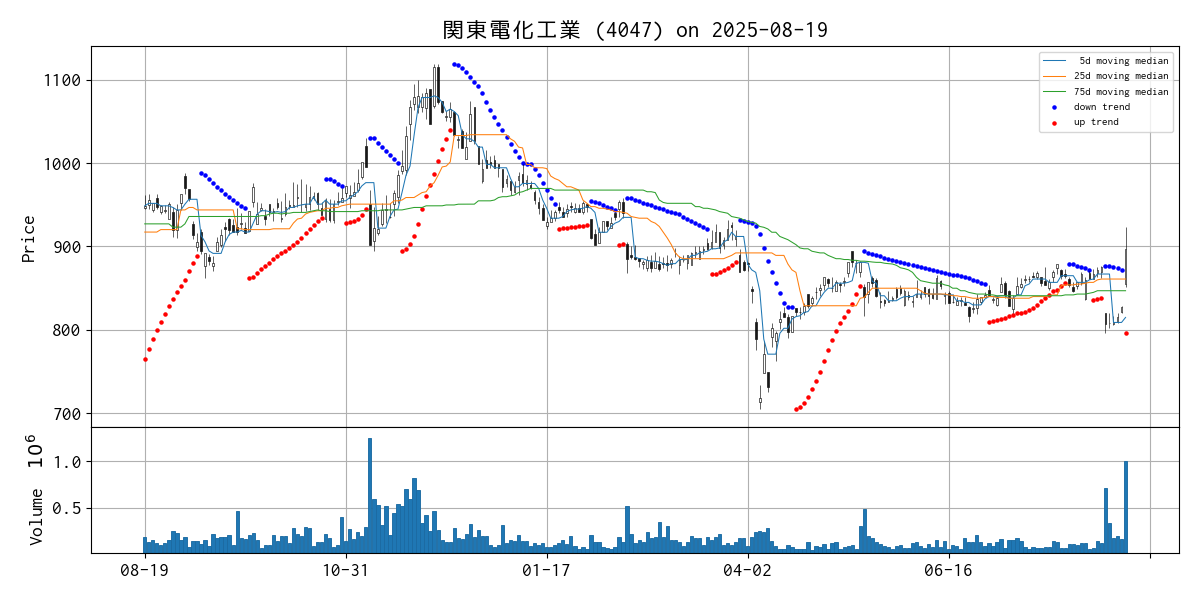 関東電化工業 (4047) on 2025-08-19
5d moving median
25d moving median
75d moving median
down trend
up trend
Price
1100
1000
900
800
700
Volume 10^6
1.0
0.5
08-19 10-31 01-17 04-02 06-16